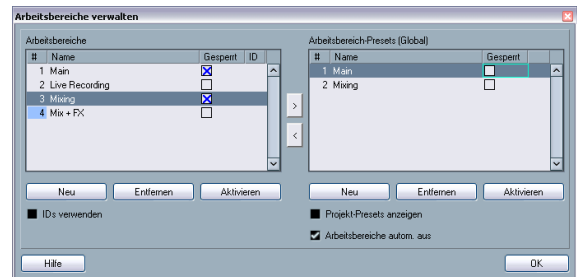 Arbeitsbereiche verwalten
Arbeitsbereiche
# Name Gesperrt ID
1 Main
2 Live Recording
3 Mixing
4 Mix + FX
Neu Entfernen Aktivieren
IDs verwenden
Arbeitsbereich-Presets (Global)
# Name Gesperrt
1 Main
2 Mixing
Neu Entfernen Aktivieren
Projekt-Presets anzeigen
Arbeitsbereiche autom. aus
> 
<
Hilfe OK